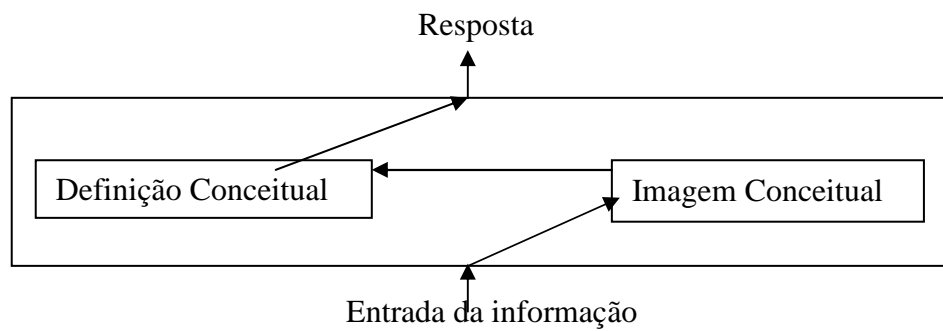 Resposta
Definição Conceitual
Imagem Conceitual
Entrada da informação